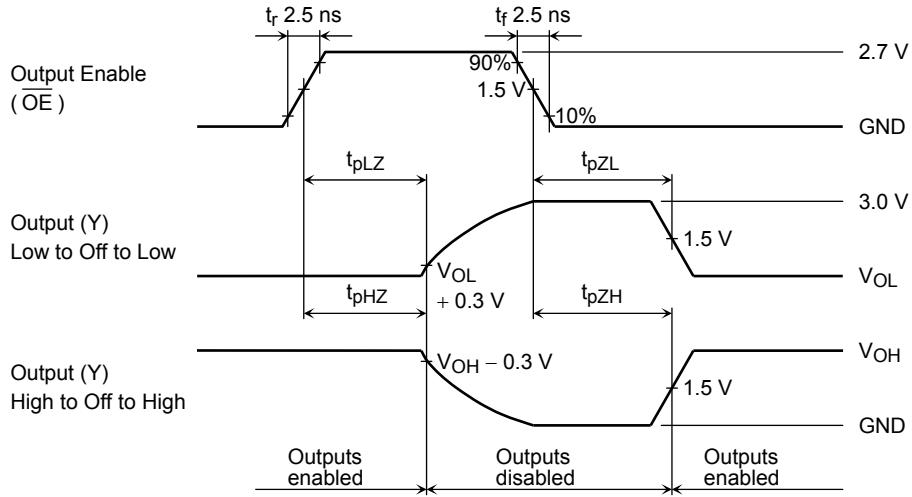 tr 2.5 ns
tf 2.5 ns
Output Enable
( OE )
90%
1.5 V
10%
2.7 V
GND
tpLZ
tpZL
3.0 V
Output (Y)
Low to Off to Low
1.5 V
VOL
+ 0.3 V
VOL
tpHZ
tpZH
VOH
VOH − 0.3 V
Output (Y)
High to Off to High
1.5 V
GND
Outputs
enabled
Outputs
disabled
Outputs
enabled